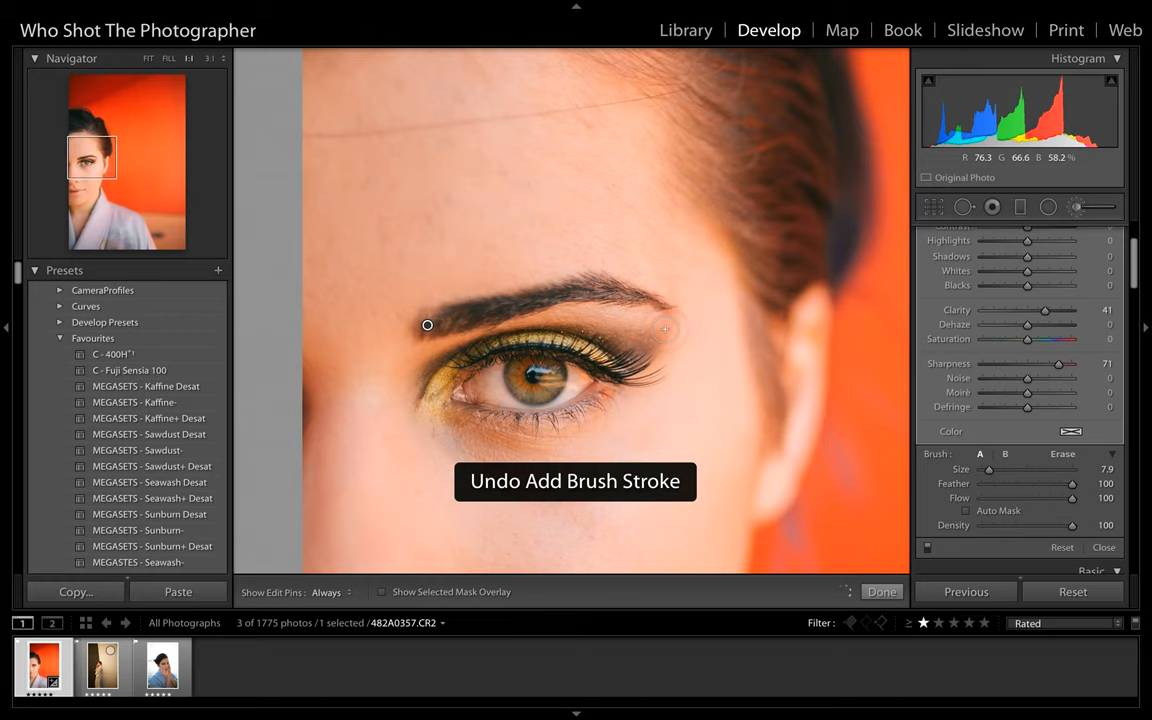 Who Shot The Photographer
Library Develop Map Book Slideshow Print Web
Navigator FIT FILL 1:1 3:1
Histogram
R 76.3 G 66.6 B 58.2 %
Original Photo
Presets +
CameraProfiles
Curves
Develop Presets
Favourites
C - 400H
C - Fuji Sensia 100
MEGASETS - Kaffine Desat
MEGASETS - Kaffine-
MEGASETS - Kaffine+ Desat
MEGASETS - Sawdust Desat
MEGASETS - Sawdust-
MEGASETS - Sawdust+ Desat
MEGASETS - Seawash Desat
MEGASETS - Seawash+ Desat
MEGASETS - Sunburn Desat
MEGASETS - Sunburn-
MEGASETS - Sunburn+ Desat
MEGASTES - Seawash-
Copy... Paste
Undo Add Brush Stroke
Contrast 0
Highlights 0
Shadows 0
Whites 0
Blacks 0
Clarity 41
Dehaze 0
Saturation 0
Sharpness 71
Noise 0
Moiré 0
Defringe 0
Color
Brush : A B Erase
Size 7.9
Feather 100
Flow 100
Auto Mask
Density 100
Reset Close
Basic
Show Edit Pins : Always Show Selected Mask Overlay Done
Previous Reset
1 2 All Photographs 3 of 1775 photos / 1 selected / 482A0357.CR2 Filter : ≥ Rated